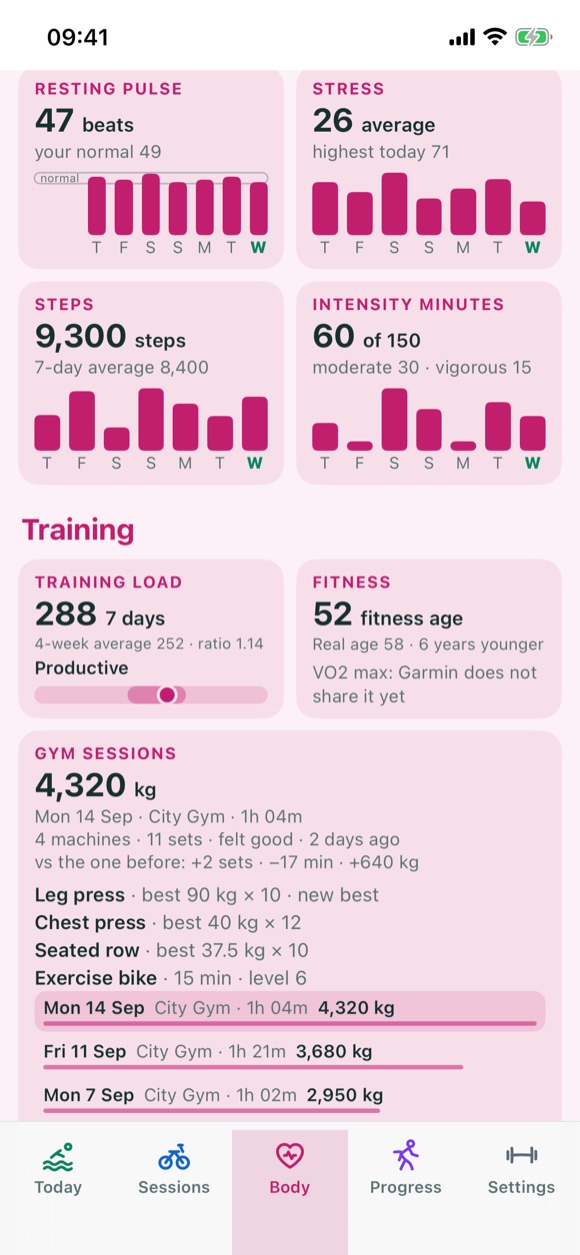 09:41
RESTING PULSE
47 beats
your normal 49
normal
T F S S M T W
STRESS
26 average
highest today 71
T F S S M T W
STEPS
9,300 steps
7-day average 8,400
T F S S M T W
INTENSITY MINUTES
60 of 150
moderate 30 · vigorous 15
T F S S M T W
Training
TRAINING LOAD
288 7 days
4-week average 252 · ratio 1.14
Productive
FITNESS
52 fitness age
Real age 58 · 6 years younger
VO2 max: Garmin does not
share it yet
GYM SESSIONS
4,320 kg
Mon 14 Sep · City Gym · 1h 04m
4 machines · 11 sets · felt good · 2 days ago
vs the one before: +2 sets · −17 min · +640 kg
Leg press · best 90 kg × 10 · new best
Chest press · best 40 kg × 12
Seated row · best 37.5 kg × 10
Exercise bike · 15 min · level 6
Mon 14 Sep City Gym · 1h 04m 4,320 kg
Fri 11 Sep City Gym · 1h 21m 3,680 kg
Mon 7 Sep City Gym · 1h 02m 2,950 kg
Today Sessions Body Progress Settings